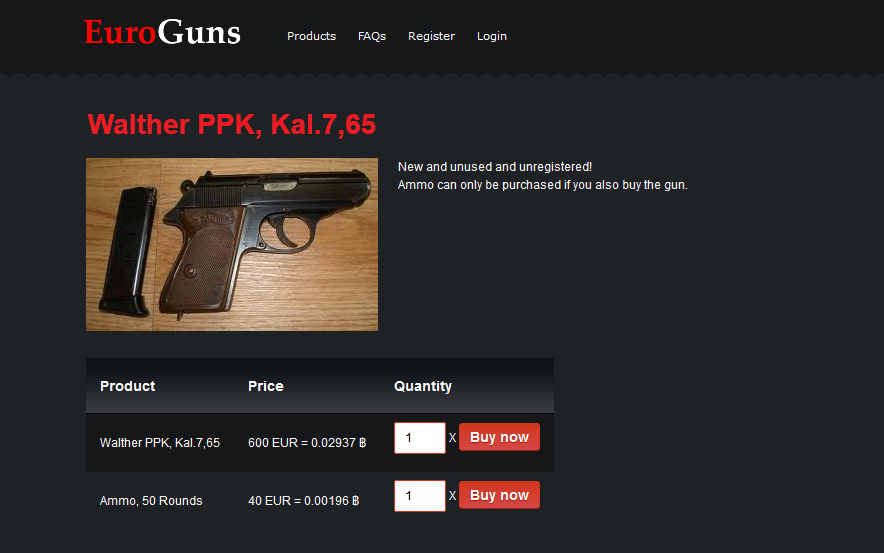 EuroGuns
Products FAQs Register Login
Walther PPK, Kal.7,65
New and unused and unregistered!
Ammo can only be purchased if you also buy the gun.
Product Price Quantity
Walther PPK, Kal.7,65 600 EUR = 0.02937 ฿ 1 X Buy now
Ammo, 50 Rounds 40 EUR = 0.00196 ฿ 1 X Buy now